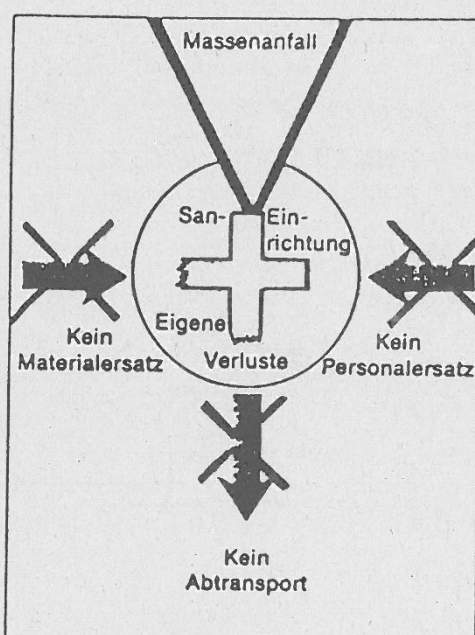 Massenanfall
San-
Ein-
richtung
Eigene
Verluste
Kein
Materialersatz
Kein
Personalersatz
Kein
Abtransport